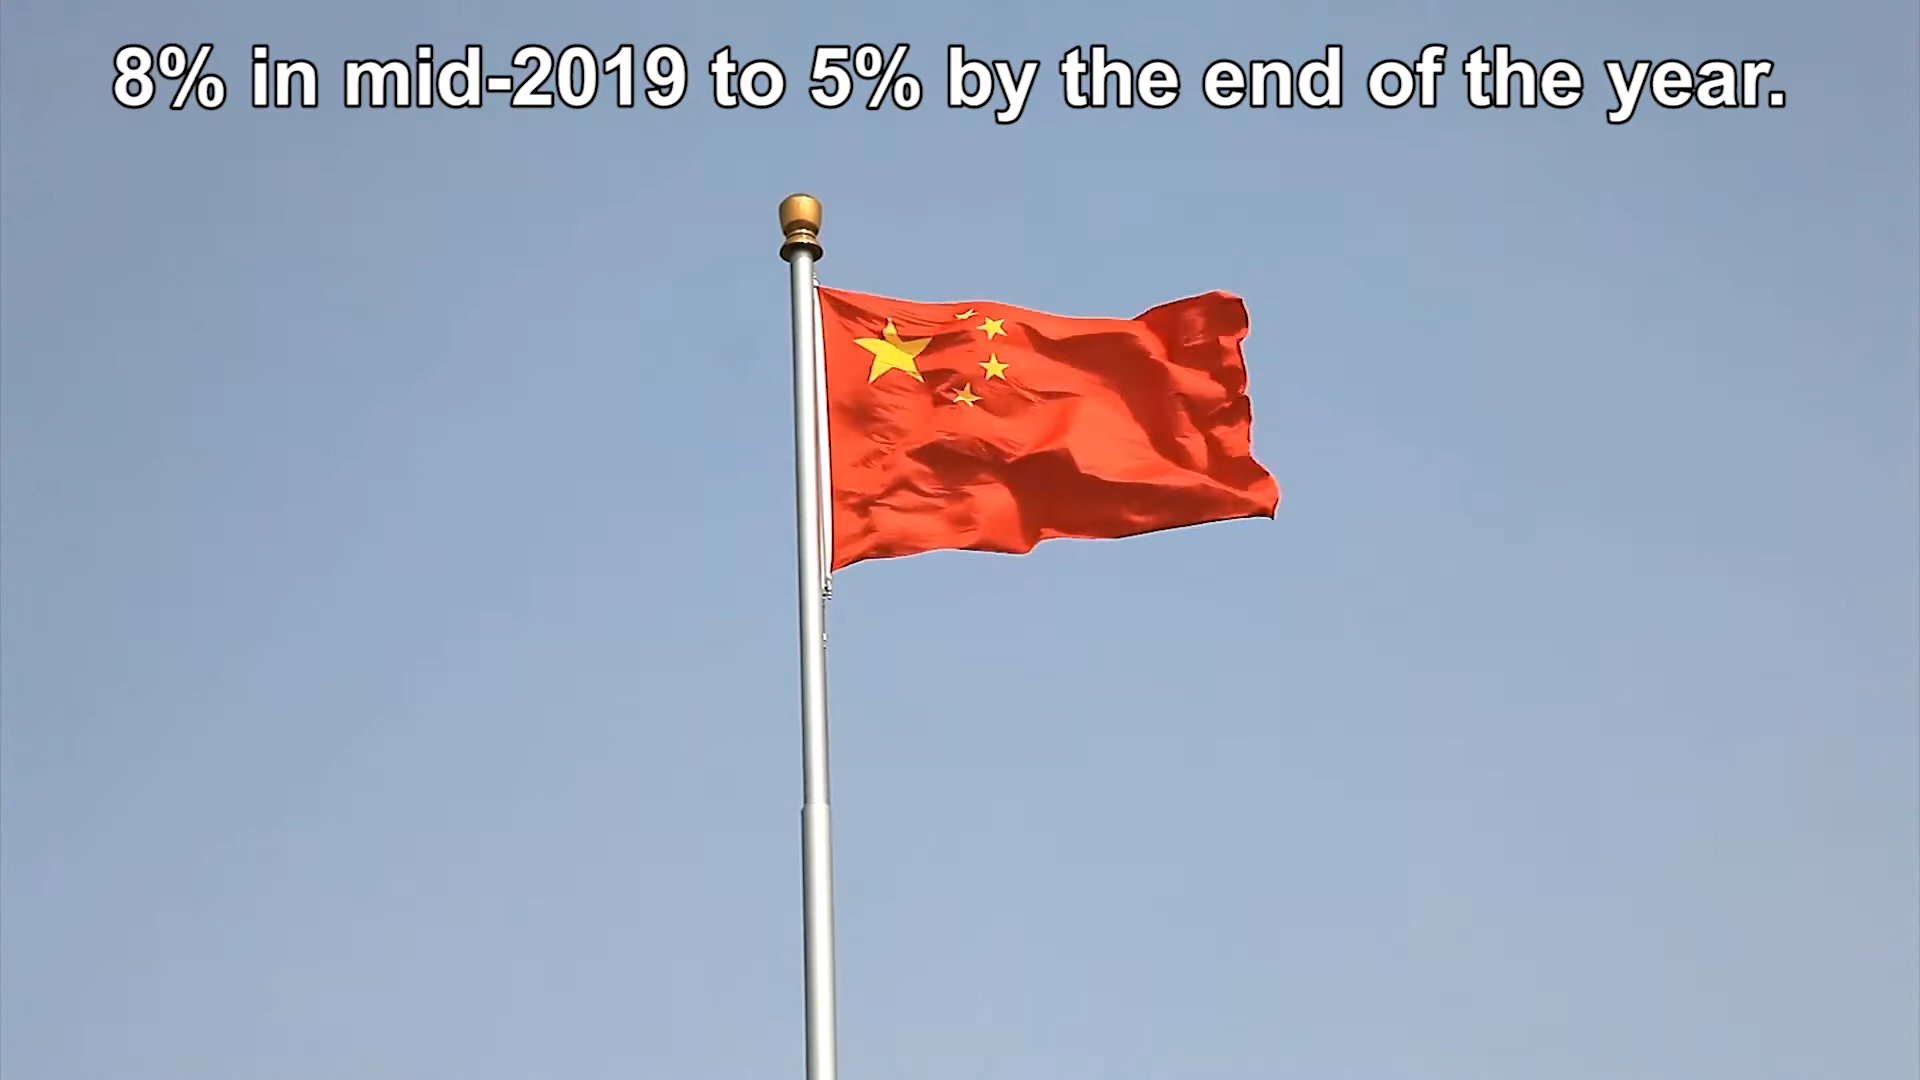 8% in mid-2019 to 5% by the end of the year.